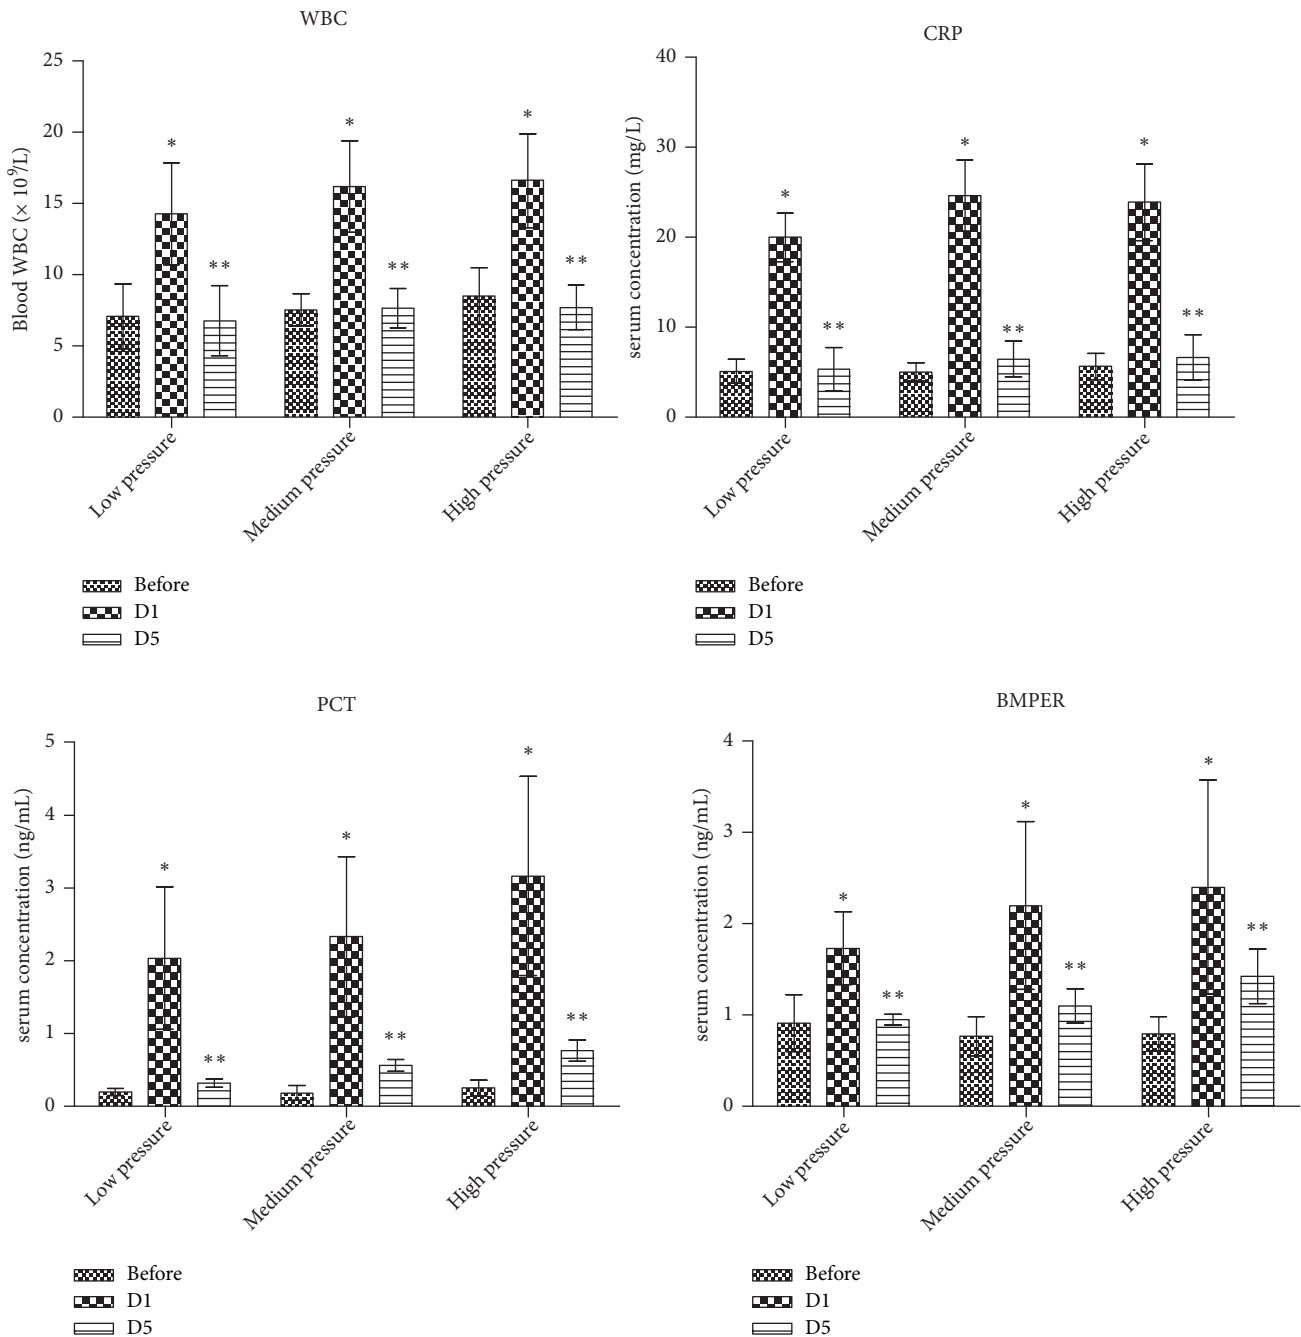 WBC
25
20
15
10
5
0
Blood WBC (× 10⁹/L)
*
**
*
**
*
**
Low pressure
Medium pressure
High pressure
Before
D1
D5
CRP
40
30
20
10
0
serum concentration (mg/L)
*
**
*
**
*
**
Low pressure
Medium pressure
High pressure
Before
D1
D5
PCT
5
4
3
2
1
0
serum concentration (ng/mL)
*
**
*
**
*
**
Low pressure
Medium pressure
High pressure
Before
D1
D5
BMPER
4
3
2
1
0
serum concentration (ng/mL)
*
**
*
**
*
**
Low pressure
Medium pressure
High pressure
Before
D1
D5